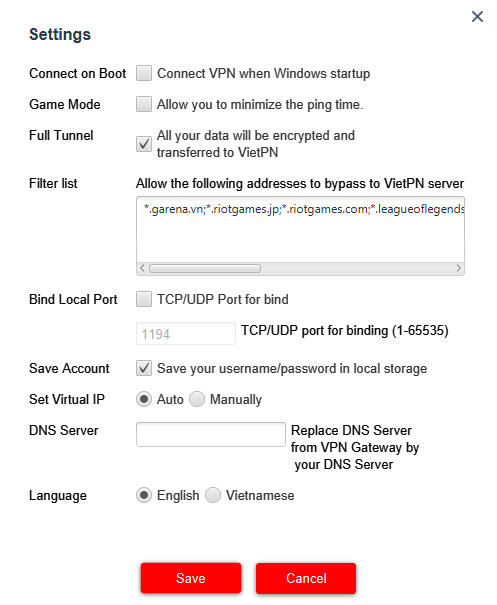 Settings
Connect on Boot Connect VPN when Windows startup
Game Mode Allow you to minimize the ping time.
Full Tunnel All your data will be encrypted and
transferred to VietPN
Filter list Allow the following addresses to bypass to VietPN server
*.garena.vn;*.riotgames.jp;*.riotgames.com;*.leagueoflegends
Bind Local Port TCP/UDP Port for bind
1194 TCP/UDP port for binding (1-65535)
Save Account Save your username/password in local storage
Set Virtual IP Auto Manually
DNS Server Replace DNS Server
from VPN Gateway by
your DNS Server
Language English Vietnamese
Save Cancel